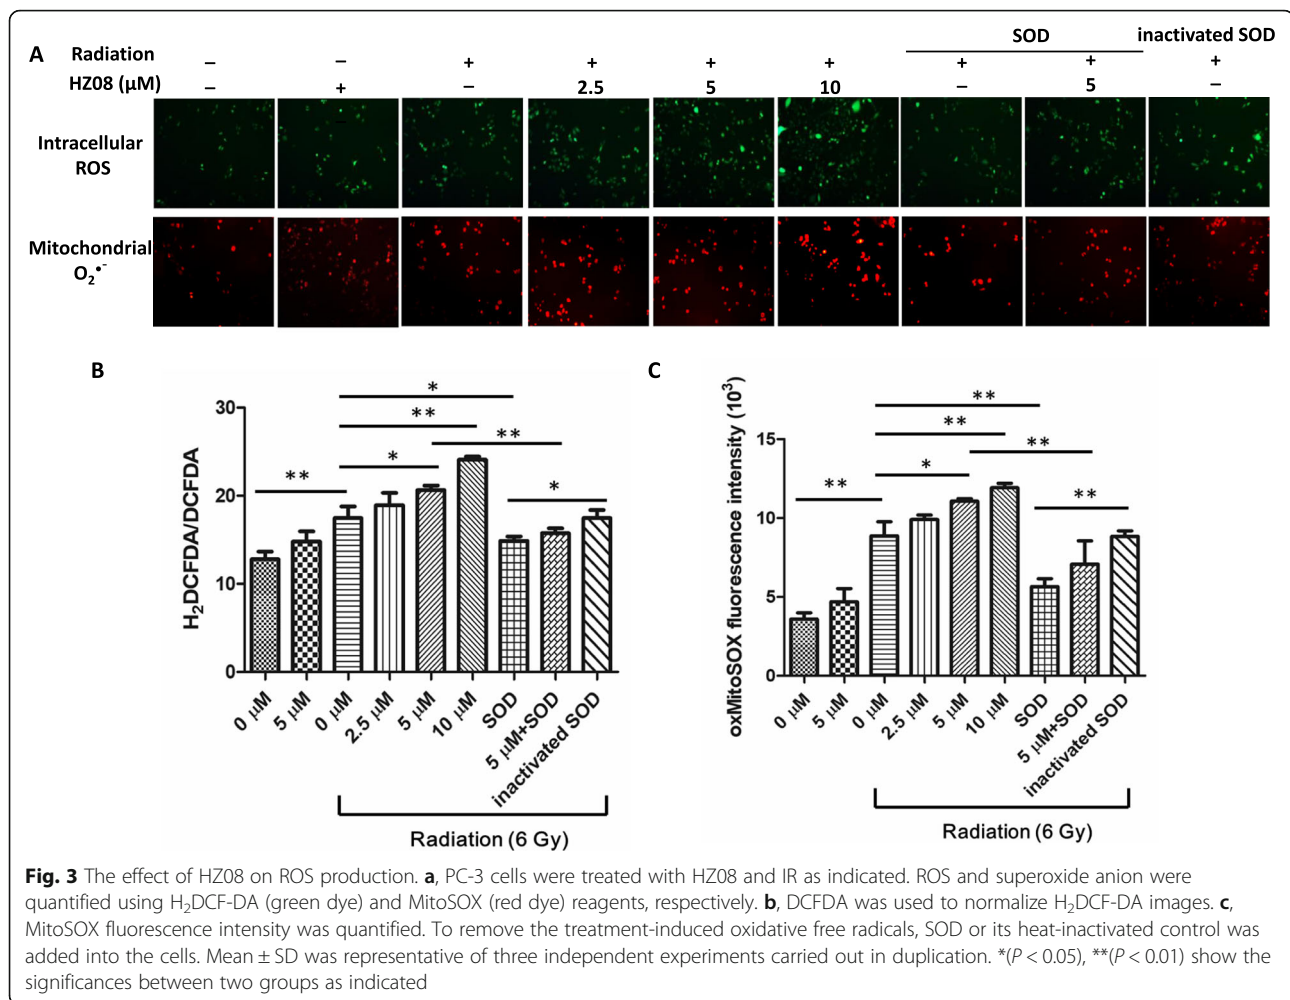 SOD inactivated SOD
A Radiation – – + + + + + + +
HZ08 (μM) – + – 2.5 5 10 – 5 –
Intracellular
ROS
Mitochondrial
O₂•⁻
B
H₂DCFDA/DCFDA
30
20
10
0
*
**
**
*
**
*
0 μM
5 μM
0 μM
2.5 μM
5 μM
10 μM
SOD
5 μM+SOD
inactivated SOD
Radiation (6 Gy)
C
oxMitoSOX fluorescence intensity (10³)
15
10
5
0
**
**
**
*
**
**
0 μM
5 μM
0 μM
2.5 μM
5 μM
10 μM
SOD
5 μM+SOD
inactivated SOD
Radiation (6 Gy)
Fig. 3 The effect of HZ08 on ROS production. a, PC-3 cells were treated with HZ08 and IR as indicated. ROS and superoxide anion were
quantified using H₂DCF-DA (green dye) and MitoSOX (red dye) reagents, respectively. b, DCFDA was used to normalize H₂DCF-DA images. c,
MitoSOX fluorescence intensity was quantified. To remove the treatment-induced oxidative free radicals, SOD or its heat-inactivated control was
added into the cells. Mean ± SD was representative of three independent experiments carried out in duplication. *(P < 0.05), **(P < 0.01) show the
significances between two groups as indicated